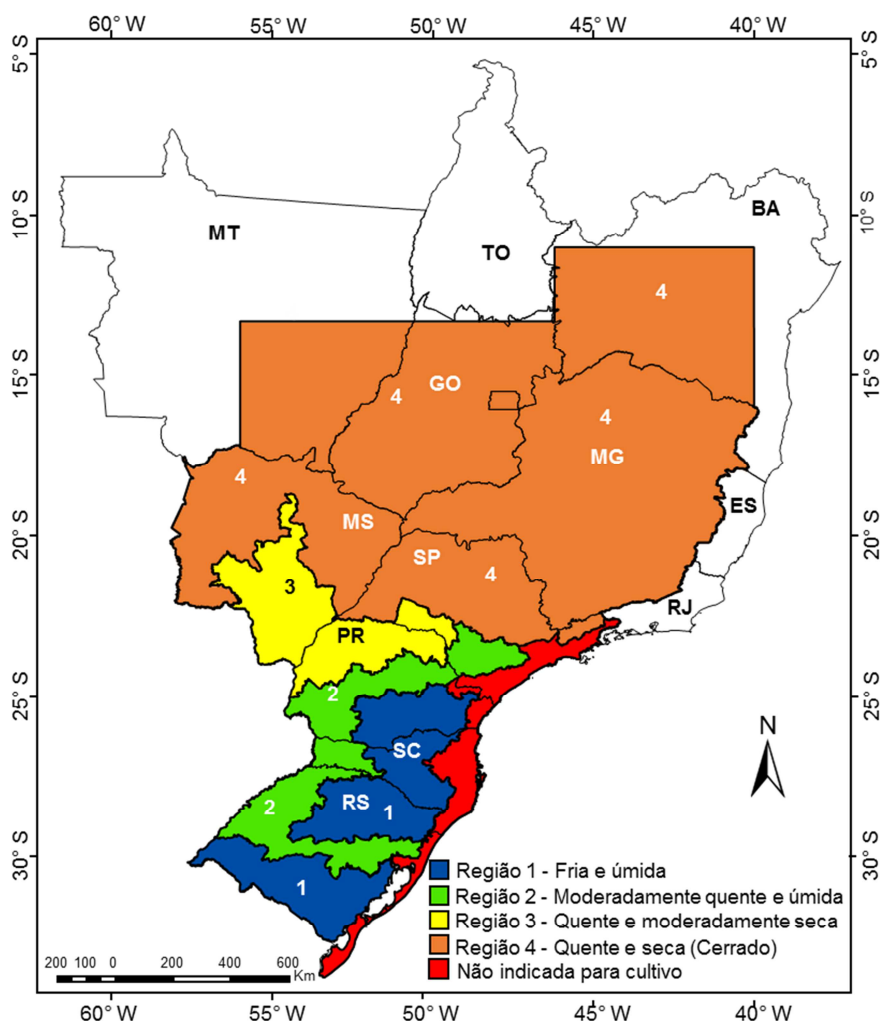 60° W 55° W 50° W 45° W 40° W
5° S 5° S
MT
BA
10° S 10° S
TO
4
15° S GO 15° S
4
4
MG
4
MS
ES
20° S 20° S
SP
4
3
RJ
PR
25° S 2 25° S
N
SC
RS
2 1
30° S 30° S
Região 1 - Fria e úmida
1
Região 2 - Moderadamente quente e úmida
Região 3 - Quente e moderadamente seca
Região 4 - Quente e seca (Cerrado)
200 100 0 200 400 600
Km
Não indicada para cultivo
60° W 55° W 50° W 45° W 40° W